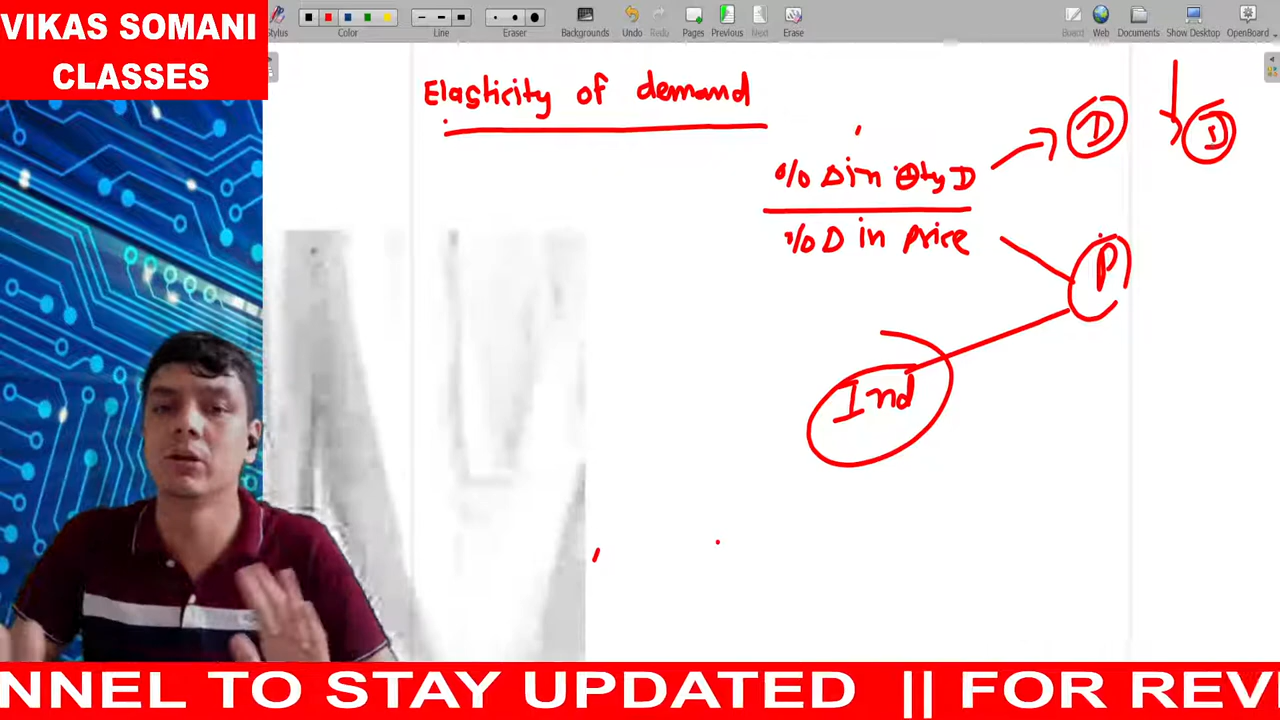 VIKAS SOMANI
CLASSES
Stylus
Color
Line
Eraser
Backgrounds
Undo
Redo
Pages
Previous
Next
Erase
Board
Web
Documents
Show Desktop
OpenBoard
Elasticity of demand
% Δ in Qty D
% Δ in price
D
D
P
Ind
NNEL TO STAY UPDATED || FOR REV